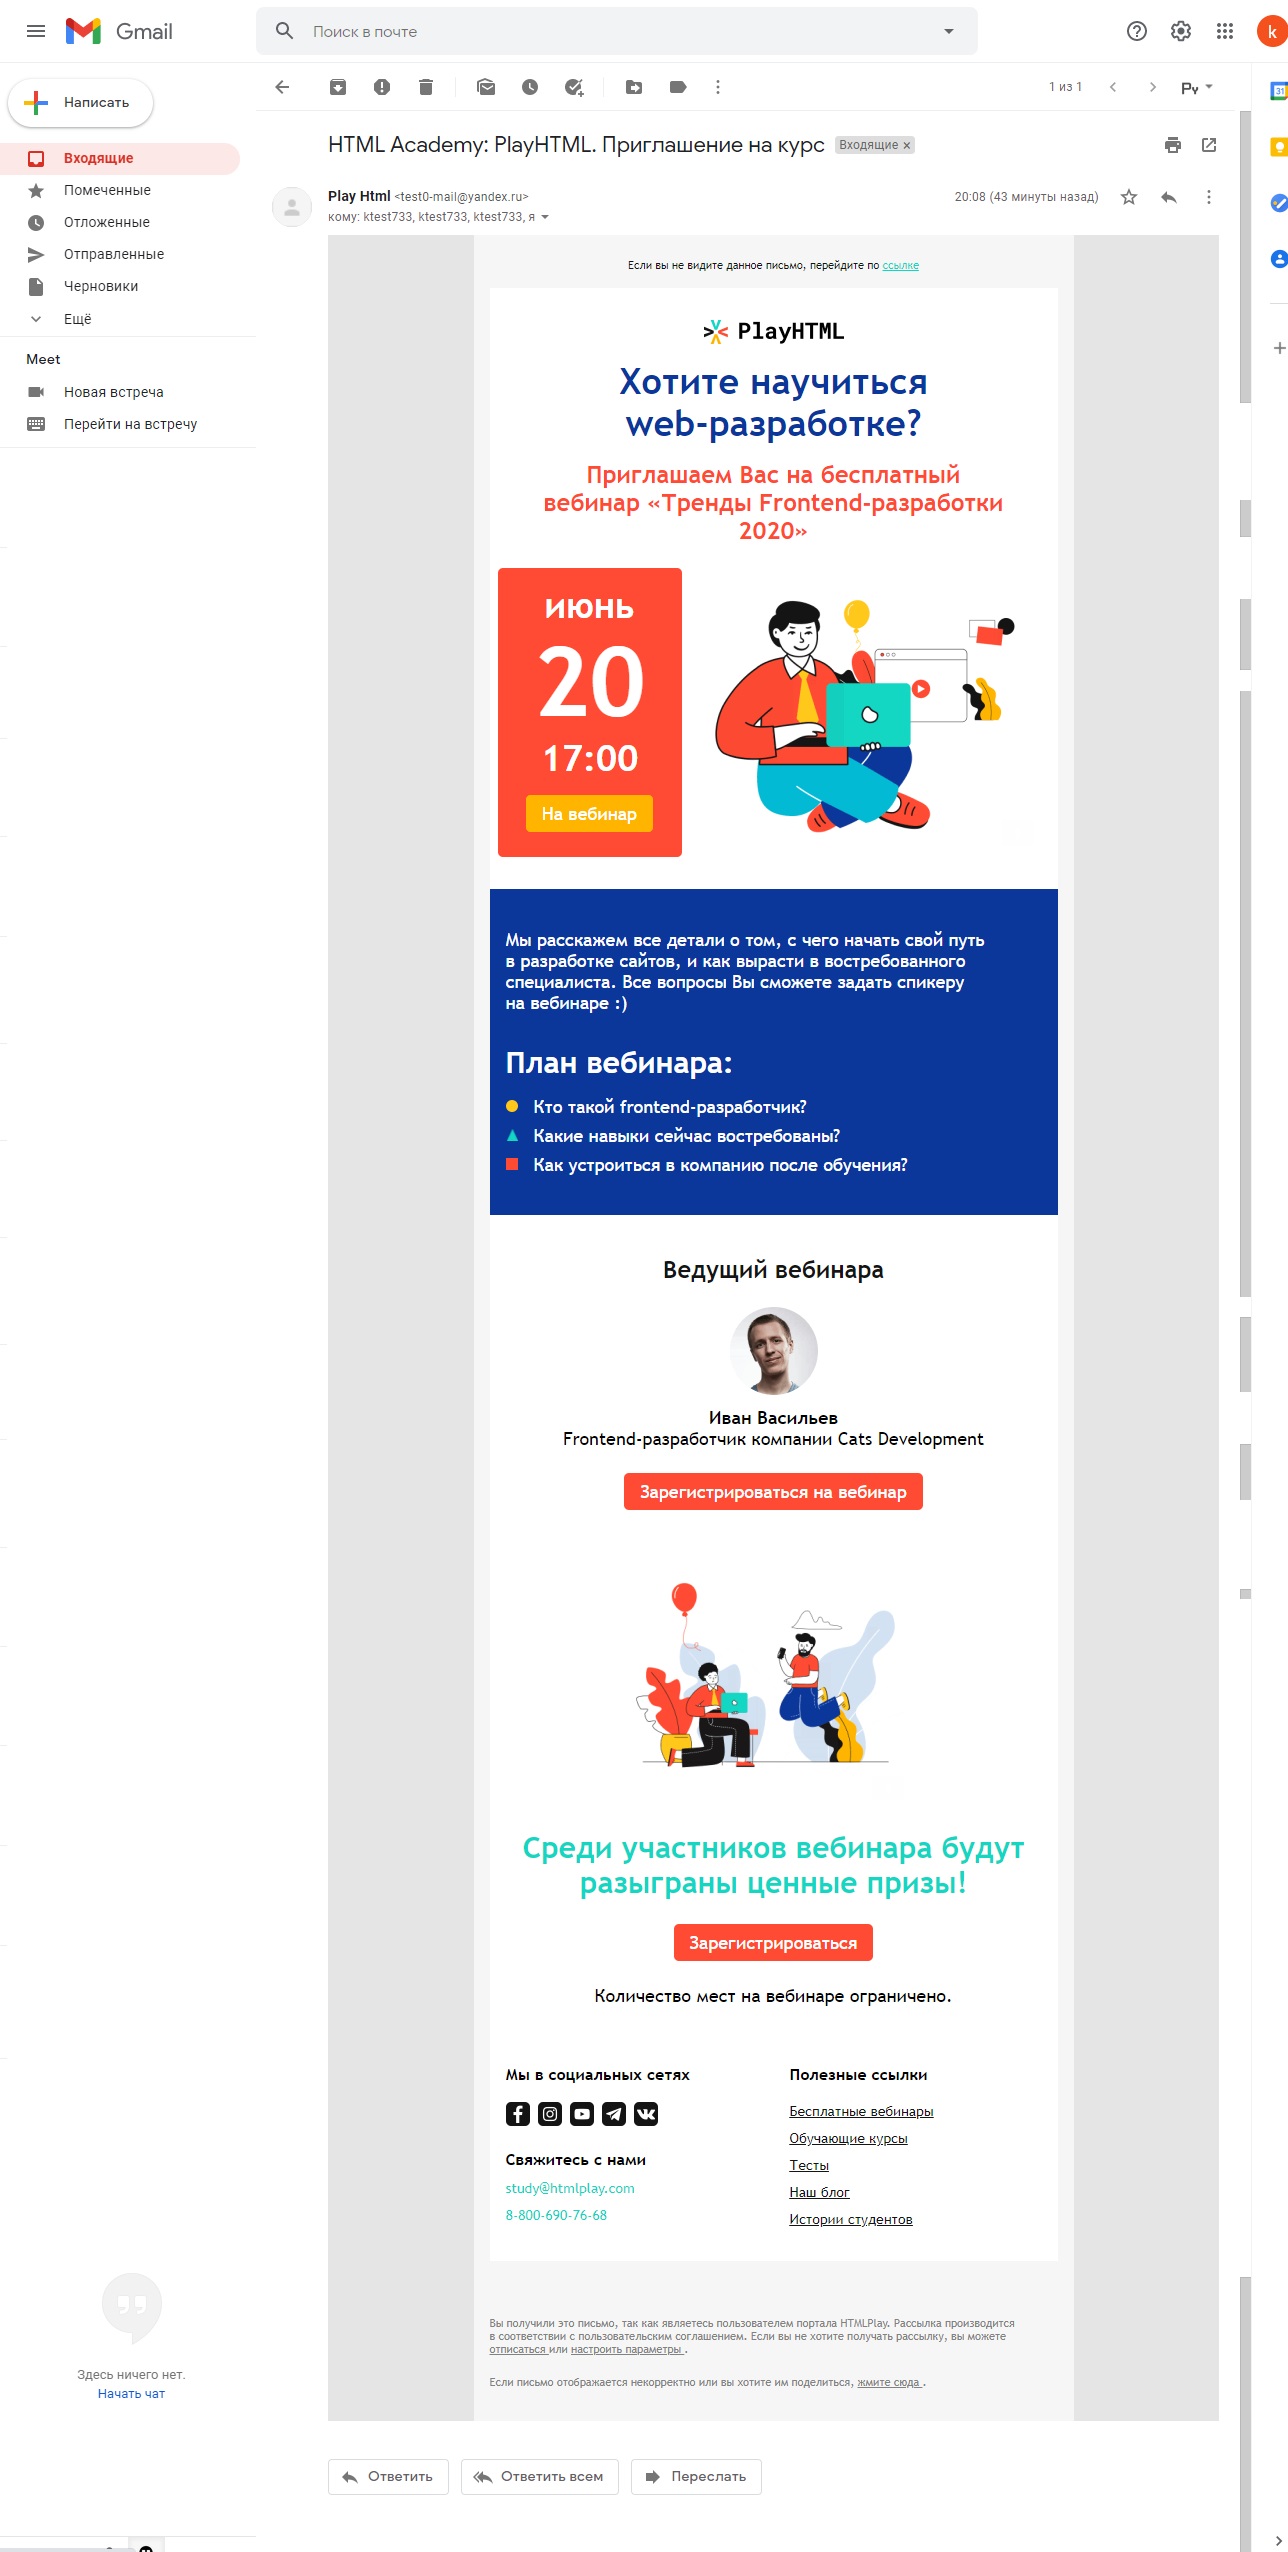 Gmail
Поиск в почте
k
Написать
1 из 1
Ру
31
HTML Academy: PlayHTML. Приглашение на курс Входящие ×
Входящие
Помеченные
Отложенные
Отправленные
Черновики
Ещё
Meet
Новая встреча
Перейти на встречу
Play Html <test0-mail@yandex.ru>
20:08 (43 минуты назад)
кому: ktest733, ktest733, ktest733, я
Если вы не видите данное письмо, перейдите по ссылке
PlayHTML
Хотите научиться
web-разработке?
Приглашаем Вас на бесплатный
вебинар «Тренды Frontend-разработки
2020»
июнь
20
17:00
На вебинар
Мы расскажем все детали о том, с чего начать свой путь
в разработке сайтов, и как вырасти в востребованного
специалиста. Все вопросы Вы сможете задать спикеру
на вебинаре :)
План вебинара:
Кто такой frontend-разработчик?
Какие навыки сейчас востребованы?
Как устроиться в компанию после обучения?
Ведущий вебинара
Иван Васильев
Frontend-разработчик компании Cats Development
Зарегистрироваться на вебинар
Среди участников вебинара будут
разыграны ценные призы!
Зарегистрироваться
Количество мест на вебинаре ограничено.
Мы в социальных сетях
Свяжитесь с нами
study@htmlplay.com
8-800-690-76-68
Полезные ссылки
Бесплатные вебинары
Обучающие курсы
Тесты
Наш блог
Истории студентов
Вы получили это письмо, так как являетесь пользователем портала HTMLPlay. Рассылка производится
в соответствии с пользовательским соглашением. Если вы не хотите получать рассылку, вы можете
отписаться или настроить параметры .
Если письмо отображается некорректно или вы хотите им поделиться, жмите сюда .
Здесь ничего нет.
Начать чат
Ответить
Ответить всем
Переслать